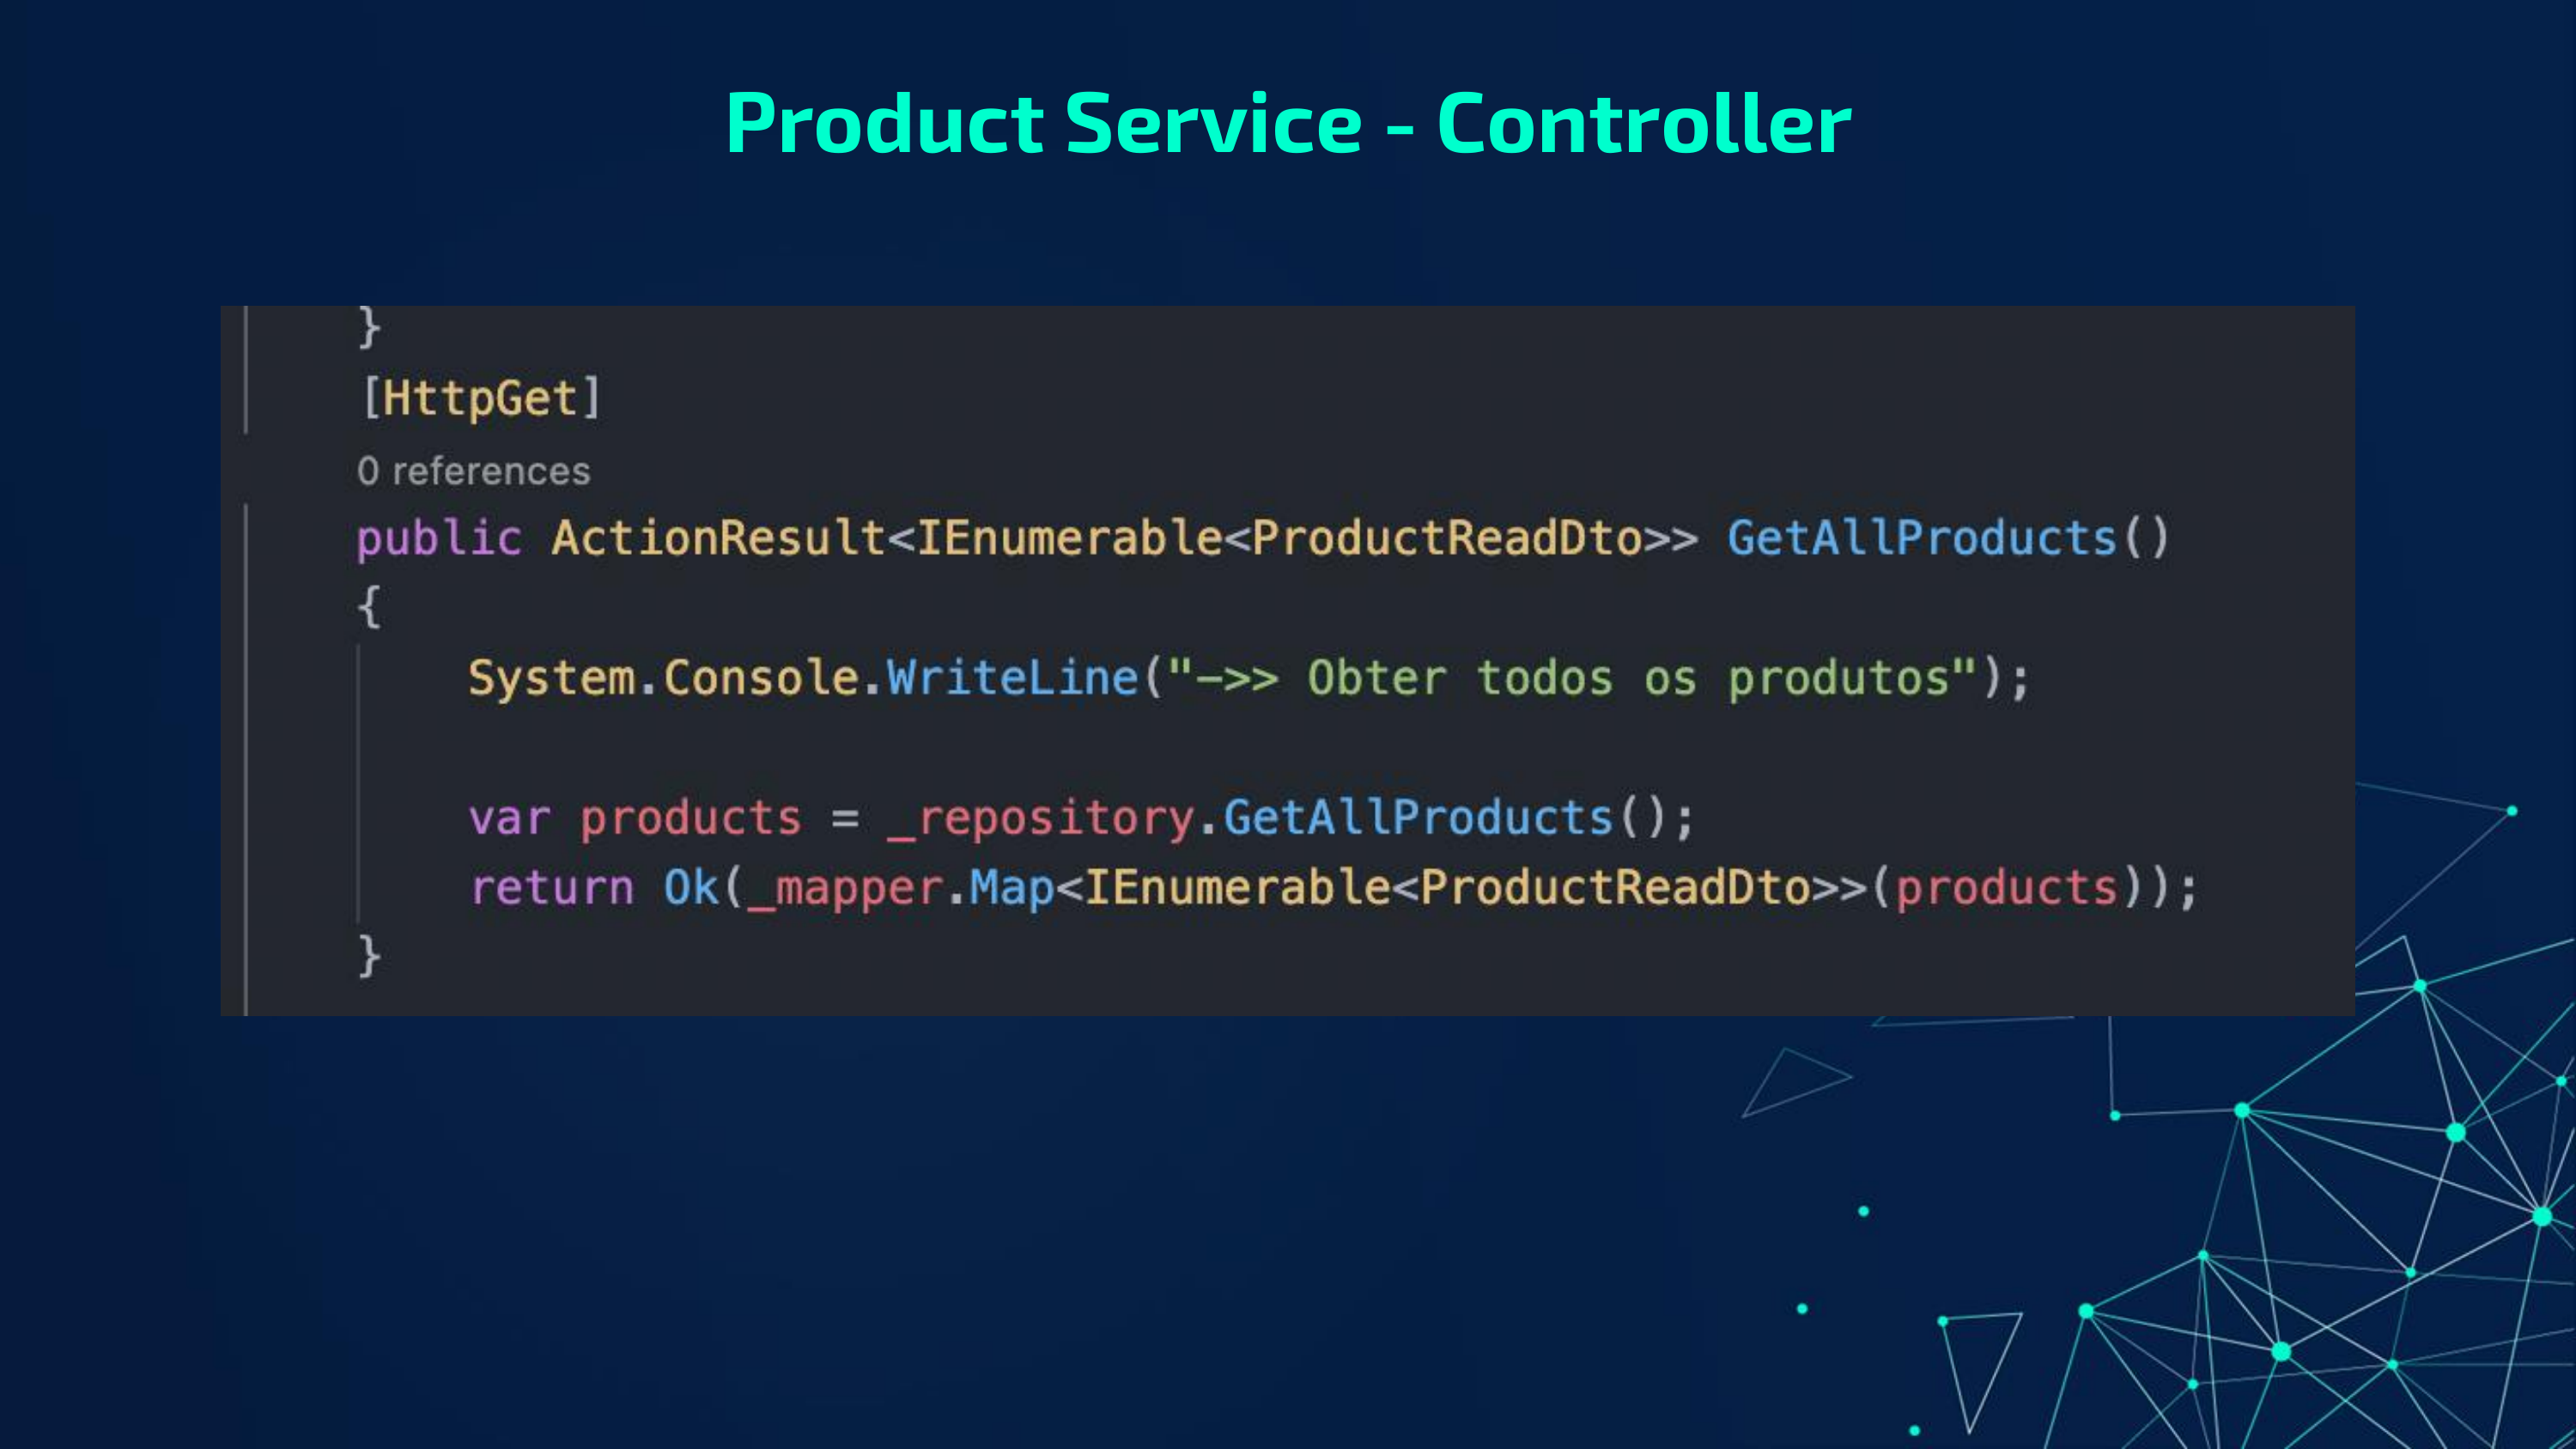 Product Service - Controller
}
[HttpGet]
0 references
public ActionResult<IEnumerable<ProductReadDto>> GetAllProducts()
{
System.Console.WriteLine("->> Obter todos os produtos");
var products = _repository.GetAllProducts();
return Ok(_mapper.Map<IEnumerable<ProductReadDto>>(products));
}